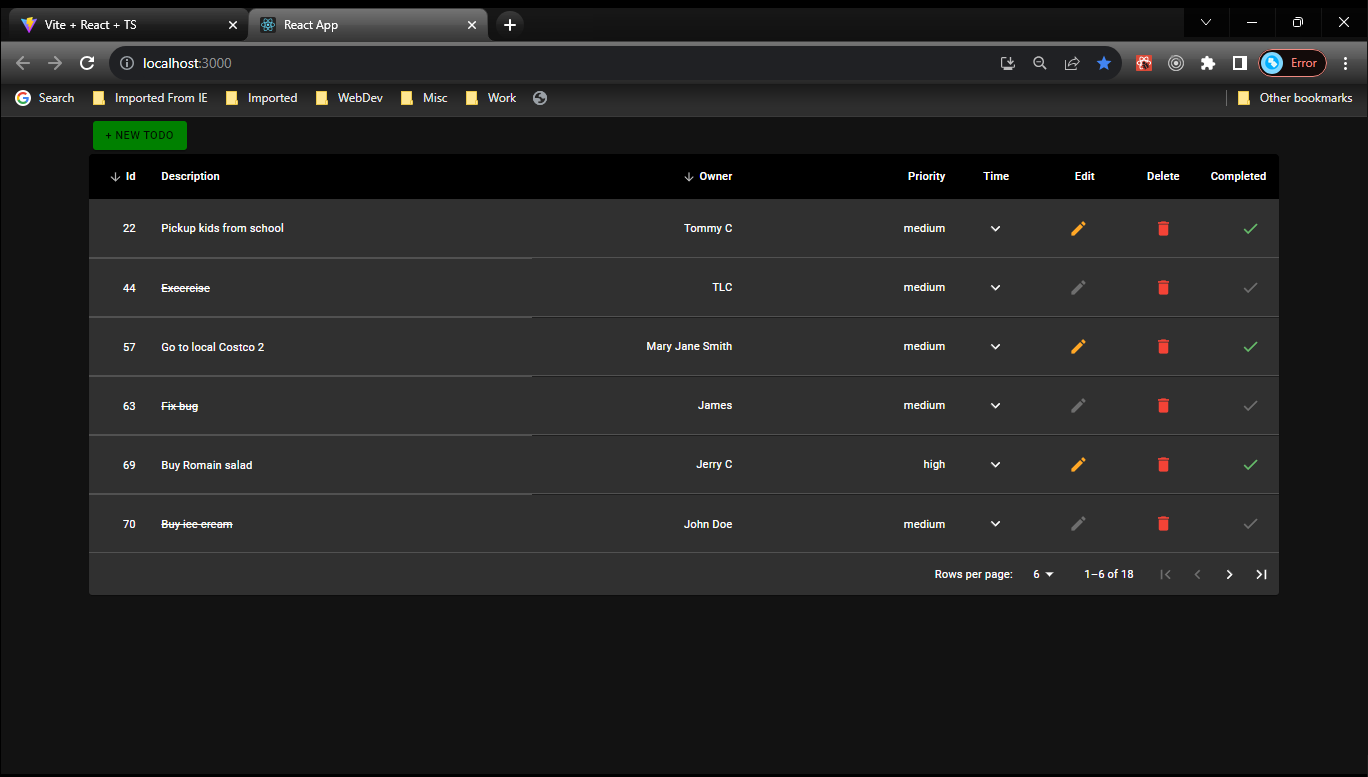 Vite + React + TS
React App
localhost:3000
Error
Search Imported From IE Imported WebDev Misc Work Other bookmarks
+ NEW TODO
Id Description Owner Priority Time Edit Delete Completed
22 Pickup kids from school Tommy C medium
44 Excercise TLC medium
57 Go to local Costco 2 Mary Jane Smith medium
63 Fix bug James medium
69 Buy Romain salad Jerry C high
70 Buy ice cream John Doe medium
Rows per page: 6 1–6 of 18